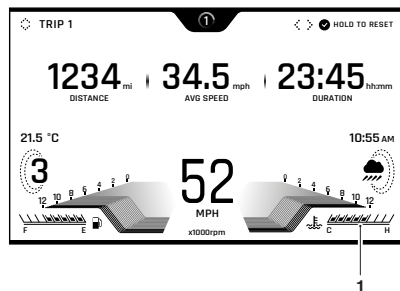 TRIP 1
1
HOLD TO RESET
1234 mi
34.5 mph
23:45 hh:mm
DISTANCE
AVG SPEED
DURATION
21.5 °C
10:55 AM
3
52
MPH
x1000rpm
12 10 8 6 4 2 0
0 2 4 6 8 10 12
F E
C H
1